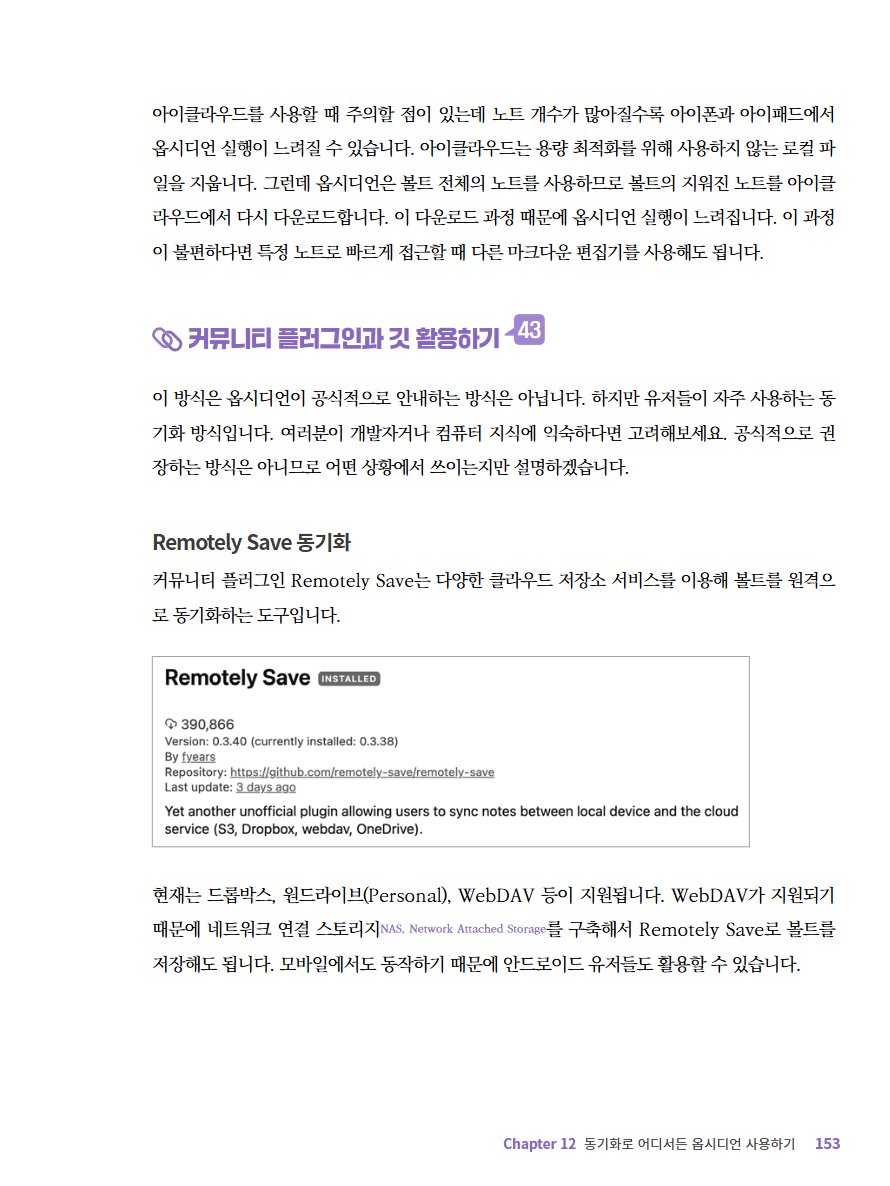 아이클라우드를 사용할 때 주의할 점이 있는데 노트 개수가 많아질수록 아이폰과 아이패드에서
옵시디언 실행이 느려질 수 있습니다. 아이클라우드는 용량 최적화를 위해 사용하지 않는 로컬 파
일을 지웁니다. 그런데 옵시디언은 볼트 전체의 노트를 사용하므로 볼트의 지워진 노트를 아이클
라우드에서 다시 다운로드합니다. 이 다운로드 과정 때문에 옵시디언 실행이 느려집니다. 이 과정
이 불편하다면 특정 노트로 빠르게 접근할 때 다른 마크다운 편집기를 사용해도 됩니다.
커뮤니티 플러그인과 깃 활용하기 43
이 방식은 옵시디언이 공식적으로 안내하는 방식은 아닙니다. 하지만 유저들이 자주 사용하는 동
기화 방식입니다. 여러분이 개발자거나 컴퓨터 지식에 익숙하다면 고려해보세요. 공식적으로 권
장하는 방식은 아니므로 어떤 상황에서 쓰이는지만 설명하겠습니다.
Remotely Save 동기화
커뮤니티 플러그인 Remotely Save는 다양한 클라우드 저장소 서비스를 이용해 볼트를 원격으
로 동기화하는 도구입니다.
Remotely Save INSTALLED
390,866
Version: 0.3.40 (currently installed: 0.3.38)
By fyears
Repository: https://github.com/remotely-save/remotely-save
Last update: 3 days ago
Yet another unofficial plugin allowing users to sync notes between local device and the cloud
service (S3, Dropbox, webdav, OneDrive).
현재는 드롭박스, 원드라이브(Personal), WebDAV 등이 지원됩니다. WebDAV가 지원되기
때문에 네트워크 연결 스토리지NAS, Network Attached Storage를 구축해서 Remotely Save로 볼트를
저장해도 됩니다. 모바일에서도 동작하기 때문에 안드로이드 유저들도 활용할 수 있습니다.
Chapter 12 동기화로 어디서든 옵시디언 사용하기 153